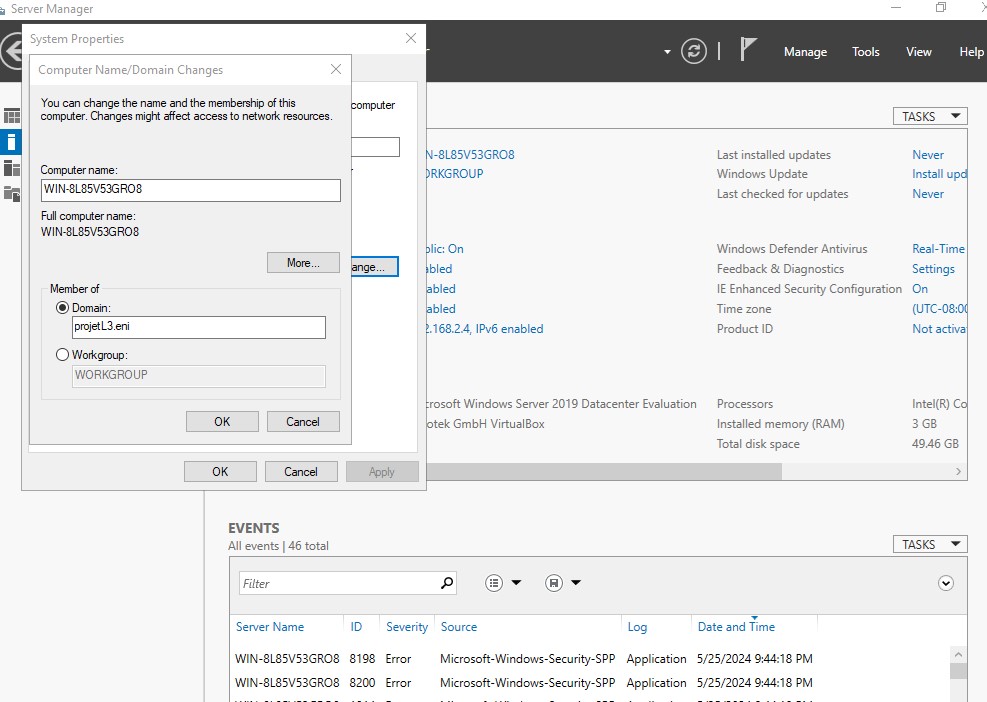 Server Manager
Manage Tools View Help
System Properties
Computer Name/Domain Changes
You can change the name and the membership of this
computer. Changes might affect access to network resources.
Computer name:
WIN-8L85V53GRO8
Full computer name:
WIN-8L85V53GRO8
More...
Member of
Domain:
projetL3.eni
Workgroup:
WORKGROUP
OK Cancel
computer
ange...
OK Cancel Apply
TASKS
N-8L85V53GRO8
ORKGROUP
Last installed updates Never
Windows Update Install upd
Last checked for updates Never
blic: On
abled
abled
abled
2.168.2.4, IPv6 enabled
Windows Defender Antivirus Real-Time
Feedback & Diagnostics Settings
IE Enhanced Security Configuration On
Time zone (UTC-08:00
Product ID Not activa
crosoft Windows Server 2019 Datacenter Evaluation
otek GmbH VirtualBox
Processors Intel(R) Co
Installed memory (RAM) 3 GB
Total disk space 49.46 GB
EVENTS
All events | 46 total
TASKS
Filter
Server Name ID Severity Source Log Date and Time
WIN-8L85V53GRO8 8198 Error Microsoft-Windows-Security-SPP Application 5/25/2024 9:44:18 PM
WIN-8L85V53GRO8 8200 Error Microsoft-Windows-Security-SPP Application 5/25/2024 9:44:18 PM